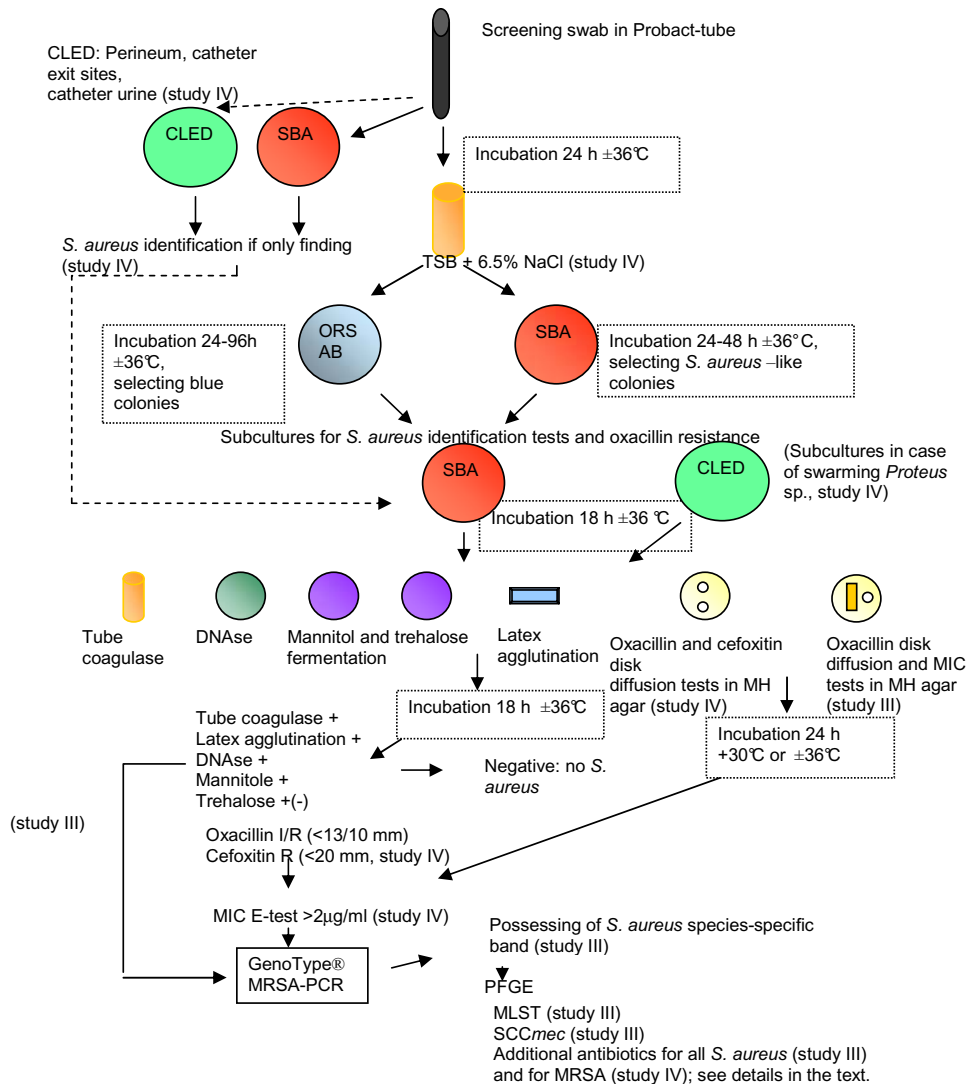 Screening swab in Probact-tube
CLED: Perineum, catheter
exit sites,
catheter urine (study IV)
CLED
SBA
Incubation 24 h ±36°C
S. aureus identification if only finding
(study IV)
TSB + 6.5% NaCl (study IV)
Incubation 24-96h
±36°C,
selecting blue
colonies
ORS
AB
SBA
Incubation 24-48 h ±36°C,
selecting S. aureus –like
colonies
Subcultures for S. aureus identification tests and oxacillin resistance
SBA
CLED
(Subcultures in case
of swarming Proteus
sp., study IV)
Incubation 18 h ±36 °C
Tube
coagulase
DNAse
Mannitol and trehalose
fermentation
Latex
agglutination
Oxacillin and cefoxitin
disk
diffusion tests in MH
agar (study IV)
Oxacillin disk
diffusion and MIC
tests in MH agar
(study III)
Incubation 18 h ±36°C
Incubation 24 h
+30°C or ±36°C
Tube coagulase +
Latex agglutination +
DNAse +
Mannitole +
Trehalose +(-)
Negative: no S.
aureus
(study III)
Oxacillin I/R (<13/10 mm)
Cefoxitin R (<20 mm, study IV)
MIC E-test >2µg/ml (study IV)
GenoType®
MRSA-PCR
Possessing of S. aureus species-specific
band (study III)
PFGE
MLST (study III)
SCCmec (study III)
Additional antibiotics for all S. aureus (study III)
and for MRSA (study IV); see details in the text.